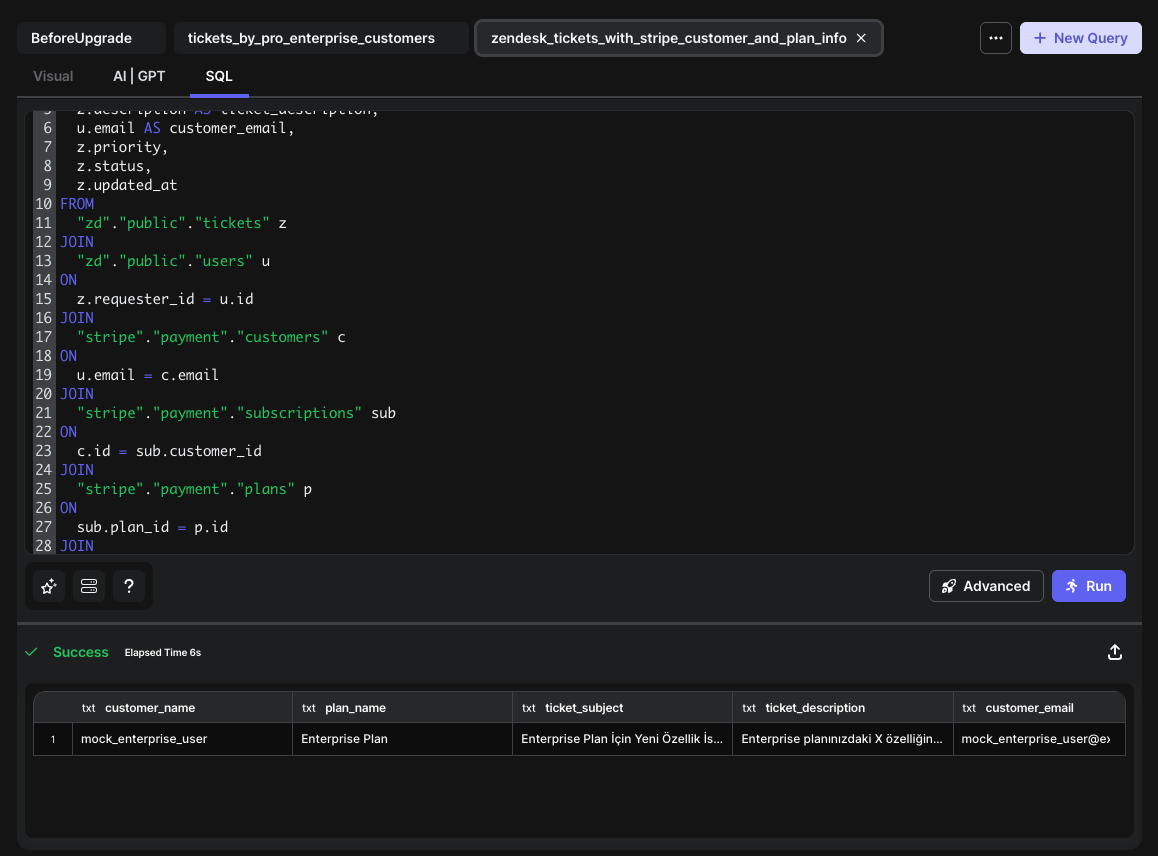 BeforeUpgrade tickets_by_pro_enterprise_customers zendesk_tickets_with_stripe_customer_and_plan_info × ... + New Query
Visual AI | GPT SQL
5 z.description AS ticket_description,
6 u.email AS customer_email,
7 z.priority,
8 z.status,
9 z.updated_at
10 FROM
11 "zd"."public"."tickets" z
12 JOIN
13 "zd"."public"."users" u
14 ON
15 z.requester_id = u.id
16 JOIN
17 "stripe"."payment"."customers" c
18 ON
19 u.email = c.email
20 JOIN
21 "stripe"."payment"."subscriptions" sub
22 ON
23 c.id = sub.customer_id
24 JOIN
25 "stripe"."payment"."plans" p
26 ON
27 sub.plan_id = p.id
28 JOIN
? Advanced Run
Success Elapsed Time 6s
txt customer_name txt plan_name txt ticket_subject txt ticket_description txt customer_email
1 mock_enterprise_user Enterprise Plan Enterprise Plan İçin Yeni Özellik İs... Enterprise planınızdaki X özelliğin... mock_enterprise_user@e